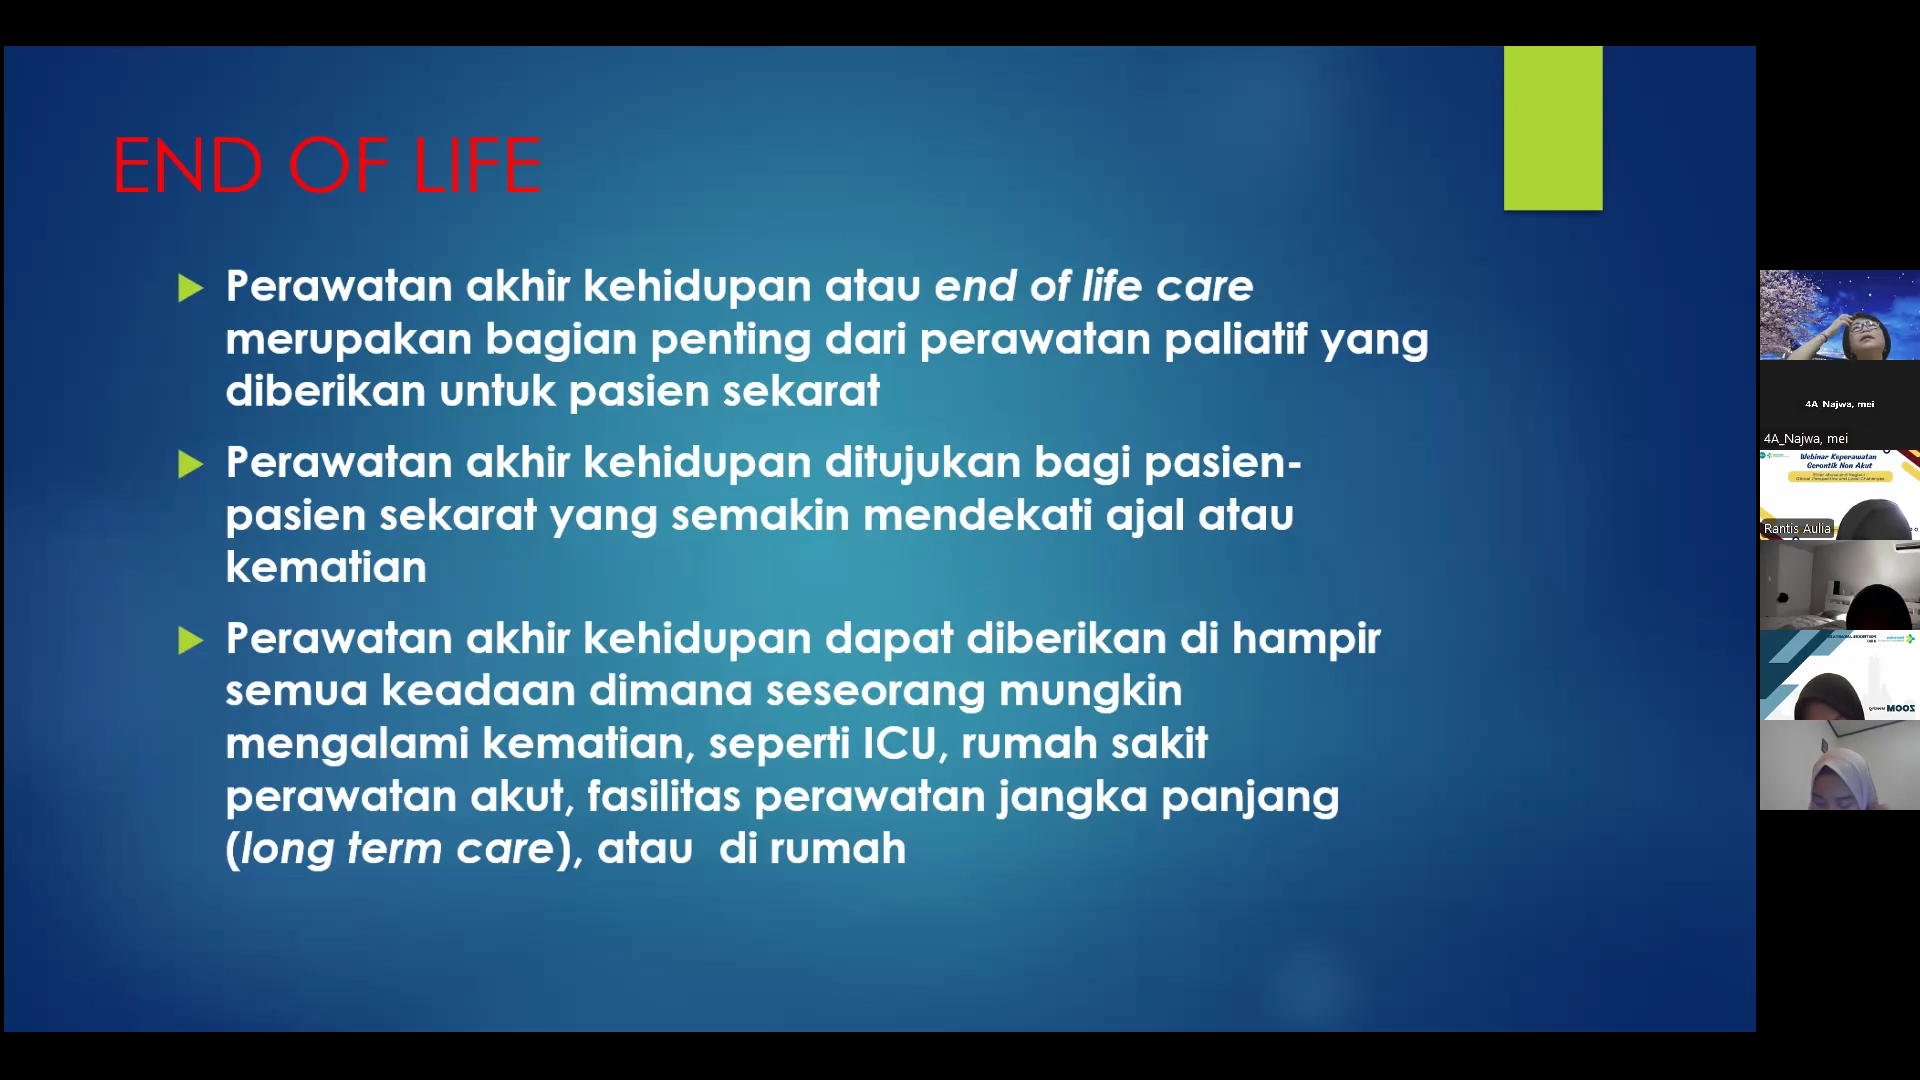 END OF LIFE
Perawatan akhir kehidupan atau end of life care
merupakan bagian penting dari perawatan paliatif yang
diberikan untuk pasien sekarat
Perawatan akhir kehidupan ditujukan bagi pasien-
pasien sekarat yang semakin mendekati ajal atau
kematian
Perawatan akhir kehidupan dapat diberikan di hampir
semua keadaan dimana seseorang mungkin
mengalami kematian, seperti ICU, rumah sakit
perawatan akut, fasilitas perawatan jangka panjang
(long term care), atau  di rumah
4A_Najwa, mei
4A_Najwa, mei
Webinar Keperawatan
Gerontik Non Akut
Rantis Aulia
ZOOM